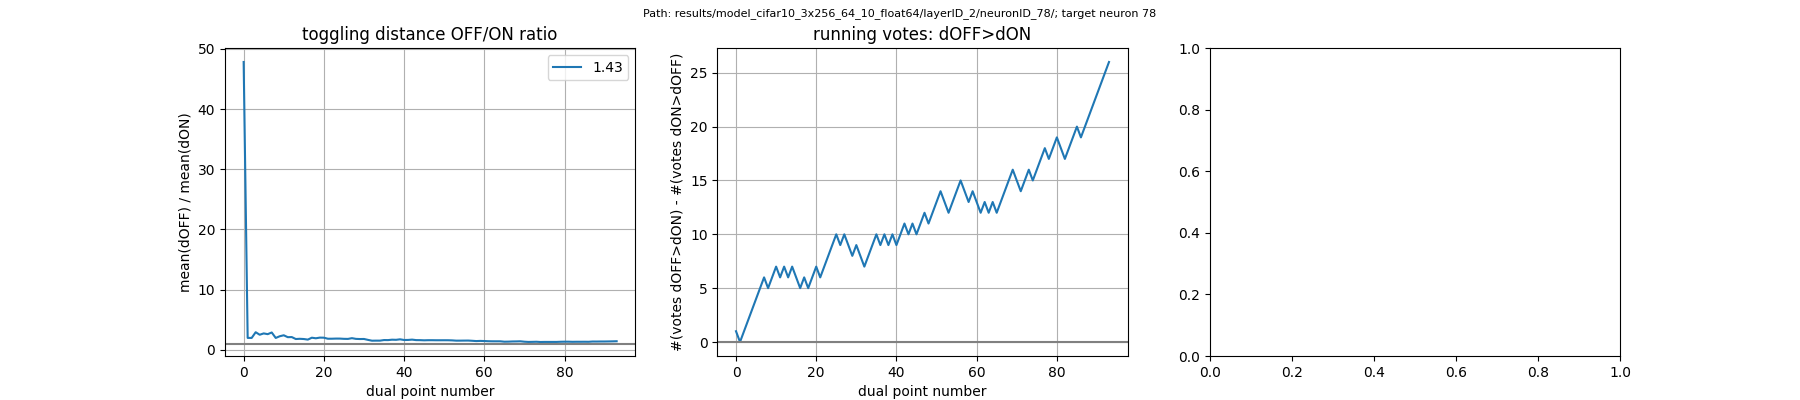 Path: results/model_cifar10_3x256_64_10_float64/layerID_2/neuronID_78/; target neuron 78
toggling distance OFF/ON ratio
mean(dOFF) / mean(dON)
50
40
30
20
10
0
1.43
0 20 40 60 80
dual point number
running votes: dOFF>dON
#(votes dOFF>dON) - #(votes dON>dOFF)
25
20
15
10
5
0
0 20 40 60 80
dual point number
1.0
0.8
0.6
0.4
0.2
0.0
0.0 0.2 0.4 0.6 0.8 1.0